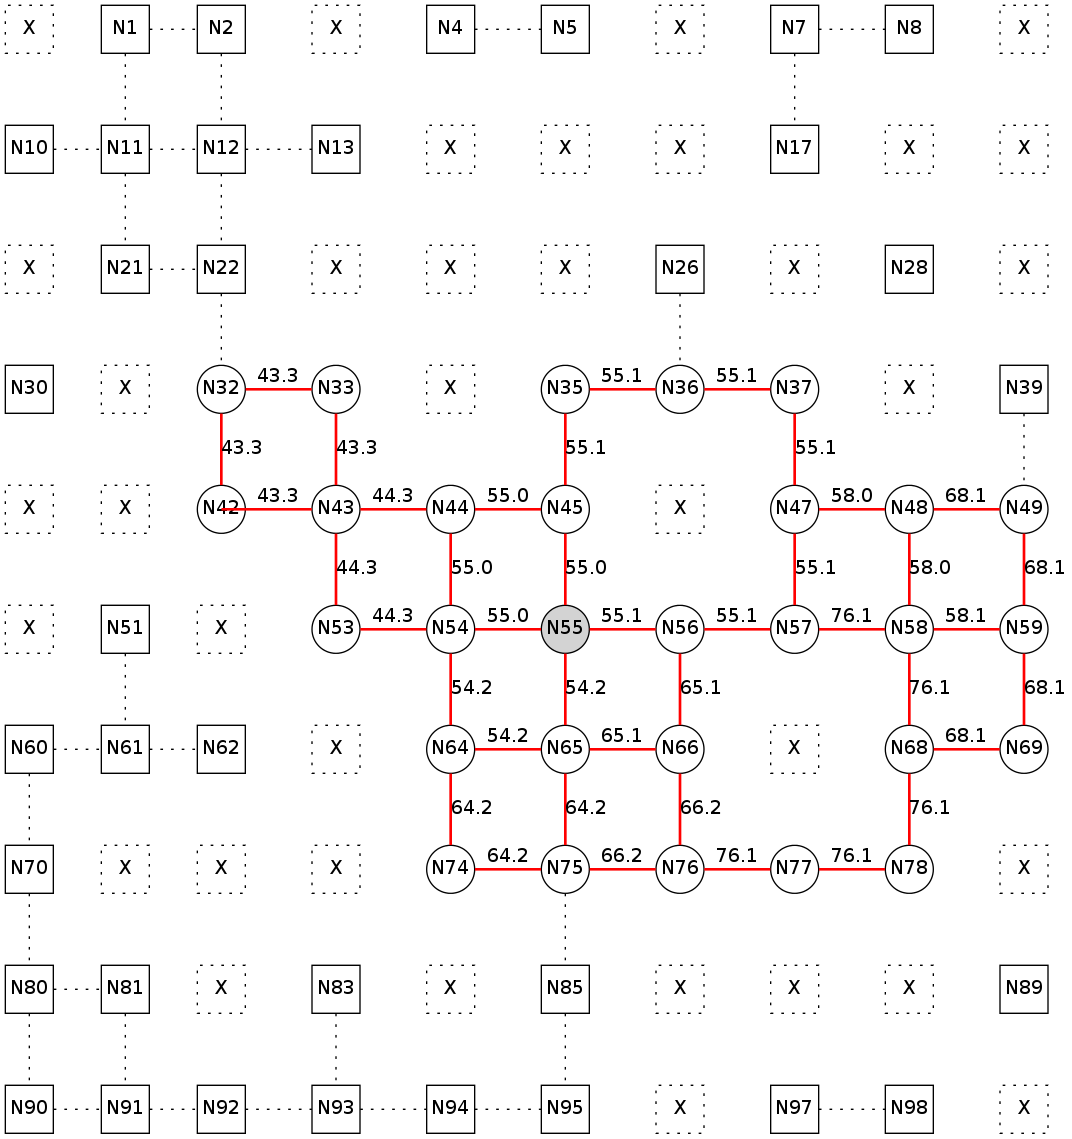 X N1 N2 X N4 N5 X N7 N8 X
N10 N11 N12 N13 X X X N17 X X
X N21 N22 X X X N26 X N28 X
43.3 55.1 55.1
N30 X N32 N33 X N35 N36 N37 X N39
43.3 43.3 55.1 55.1
43.3 44.3 55.0 58.0 68.1
X X N42 N43 N44 N45 X N47 N48 N49
44.3 55.0 55.0 55.1 58.0 68.1
44.3 55.0 55.1 55.1 76.1 58.1
X N51 X N53 N54 N55 N56 N57 N58 N59
54.2 54.2 65.1 76.1 68.1
54.2 65.1 68.1
N60 N61 N62 X N64 N65 N66 X N68 N69
64.2 64.2 66.2 76.1
64.2 66.2 76.1 76.1
N70 X X X N74 N75 N76 N77 N78 X
N80 N81 X N83 X N85 X X X N89
N90 N91 N92 N93 N94 N95 X N97 N98 X